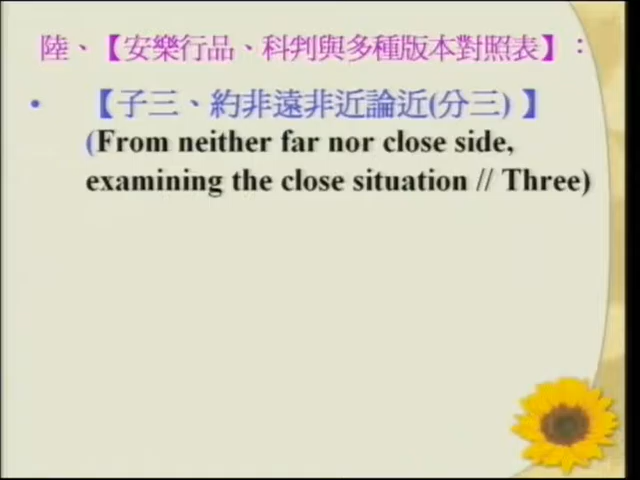 陸、【安樂行品、科判與多種版本對照表】：
• 【子三、約非遠非近論近(分三) 】
(From neither far nor close side,
examining the close situation // Three)